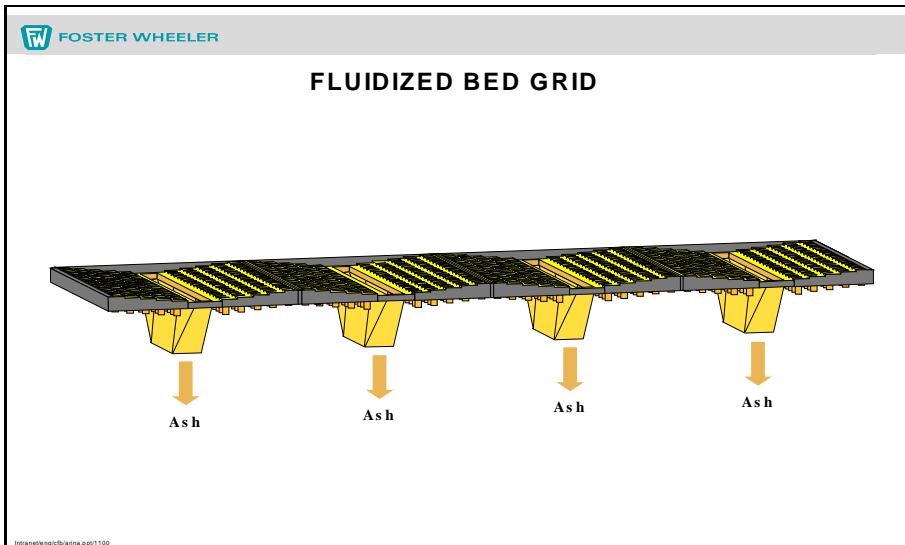 FOSTER WHEELER
FLUIDIZED BED GRID
Ash
Ash
Ash
Ash
Intranet/eng/cfb/arina.ppt/1100